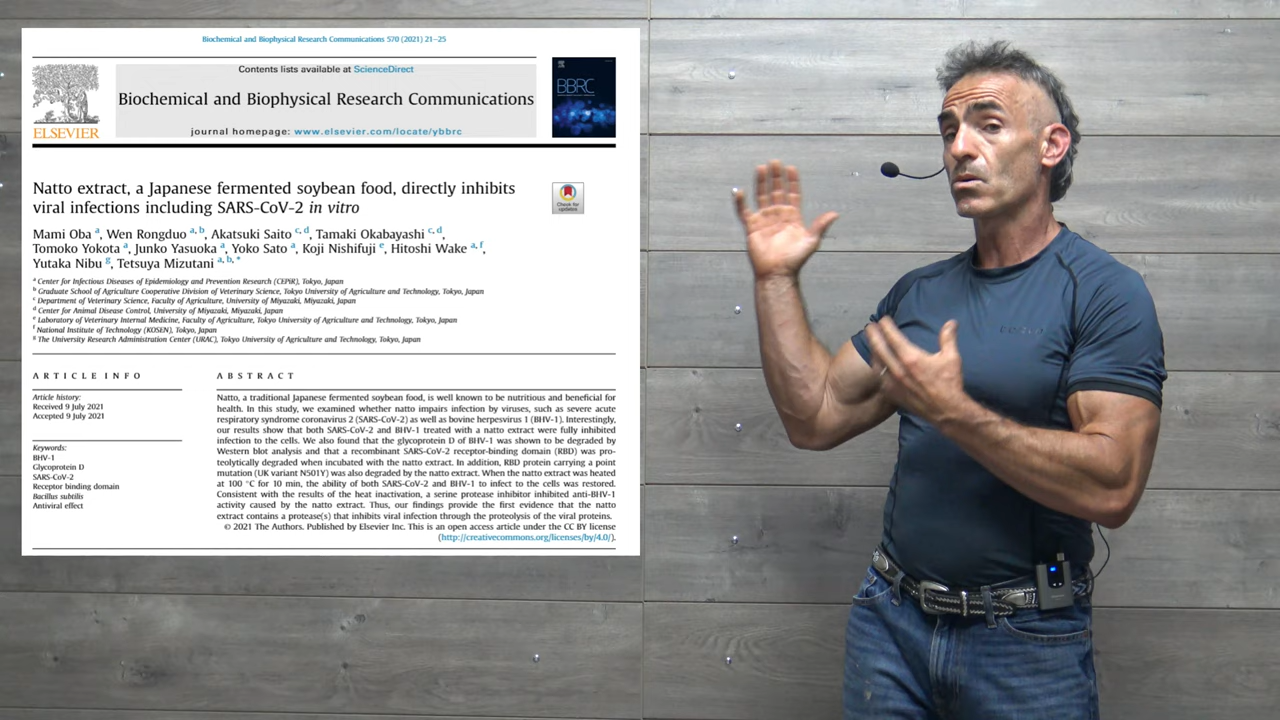 Biochemical and Biophysical Research Communications 570 (2021) 21–25
Contents lists available at ScienceDirect
Biochemical and Biophysical Research Communications
journal homepage: www.elsevier.com/locate/ybbrc
ELSEVIER
BBRC
Natto extract, a Japanese fermented soybean food, directly inhibits
viral infections including SARS-CoV-2 in vitro
Check for
updates
Mami Oba a, Wen Rongduo a, b, Akatsuki Saito c, d, Tamaki Okabayashi c, d,
Tomoko Yokota a, Junko Yasuoka a, Yoko Sato a, Koji Nishifuji e, Hitoshi Wake a, f,
Yutaka Nibu g, Tetsuya Mizutani a, b, *
a Center for Infectious Diseases of Epidemiology and Prevention Research (CEPiR), Tokyo, Japan
b Graduate School of Agriculture Cooperative Division of Veterinary Science, Tokyo University of Agriculture and Technology, Tokyo, Japan
c Department of Veterinary Science, Faculty of Agriculture, University of Miyazaki, Miyazaki, Japan
d Center for Animal Disease Control, University of Miyazaki, Miyazaki, Japan
e Laboratory of Veterinary Internal Medicine, Faculty of Agriculture, Tokyo University of Agriculture and Technology, Tokyo, Japan
f National Institute of Technology (KOSEN), Tokyo, Japan
g The University Research Administration Center (URAC), Tokyo University of Agriculture and Technology, Tokyo, Japan
ARTICLE INFO
Article history:
Received 9 July 2021
Accepted 9 July 2021
Keywords:
BHV-1
Glycoprotein D
SARS-CoV-2
Receptor binding domain
Bacillus subtilis
Antiviral effect
ABSTRACT
Natto, a traditional Japanese fermented soybean food, is well known to be nutritious and beneficial for
health. In this study, we examined whether natto impairs infection by viruses, such as severe acute
respiratory syndrome coronavirus 2 (SARS-CoV-2) as well as bovine herpesvirus 1 (BHV-1). Interestingly,
our results show that both SARS-CoV-2 and BHV-1 treated with a natto extract were fully inhibited
infection to the cells. We also found that the glycoprotein D of BHV-1 was shown to be degraded by
Western blot analysis and that a recombinant SARS-CoV-2 receptor-binding domain (RBD) was pro-
teolytically degraded when incubated with the natto extract. In addition, RBD protein carrying a point
mutation (UK variant N501Y) was also degraded by the natto extract. When the natto extract was heated
at 100 °C for 10 min, the ability of both SARS-CoV-2 and BHV-1 to infect to the cells was restored.
Consistent with the results of the heat inactivation, a serine protease inhibitor inhibited anti-BHV-1
activity caused by the natto extract. Thus, our findings provide the first evidence that the natto
extract contains a protease(s) that inhibits viral infection through the proteolysis of the viral proteins.
© 2021 The Authors. Published by Elsevier Inc. This is an open access article under the CC BY license
(http://creativecommons.org/licenses/by/4.0/).